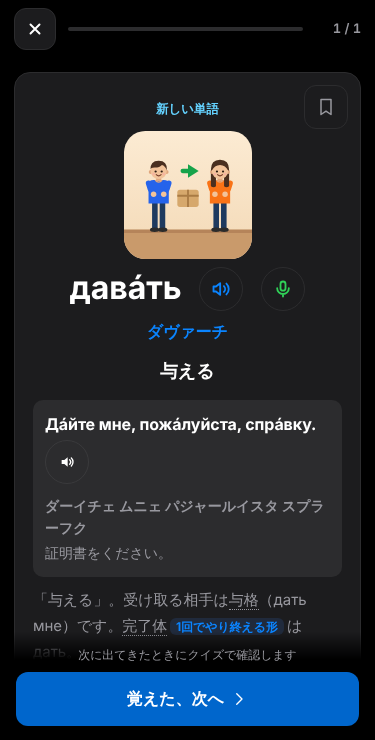 1 / 1
新しい単語
дава́ть
ダヴァーチ
与える
Да́йте мне, пожа́луйста, спра́вку.
ダーイチェ ムニェ パジャールイスタ スプラ
ーフク
証明書をください。
「与える」。受け取る相手は与格（дать
мне）です。完了体 1回でやり終える形 は
дать
次に出てきたときにクイズで確認します
覚えた、次へ